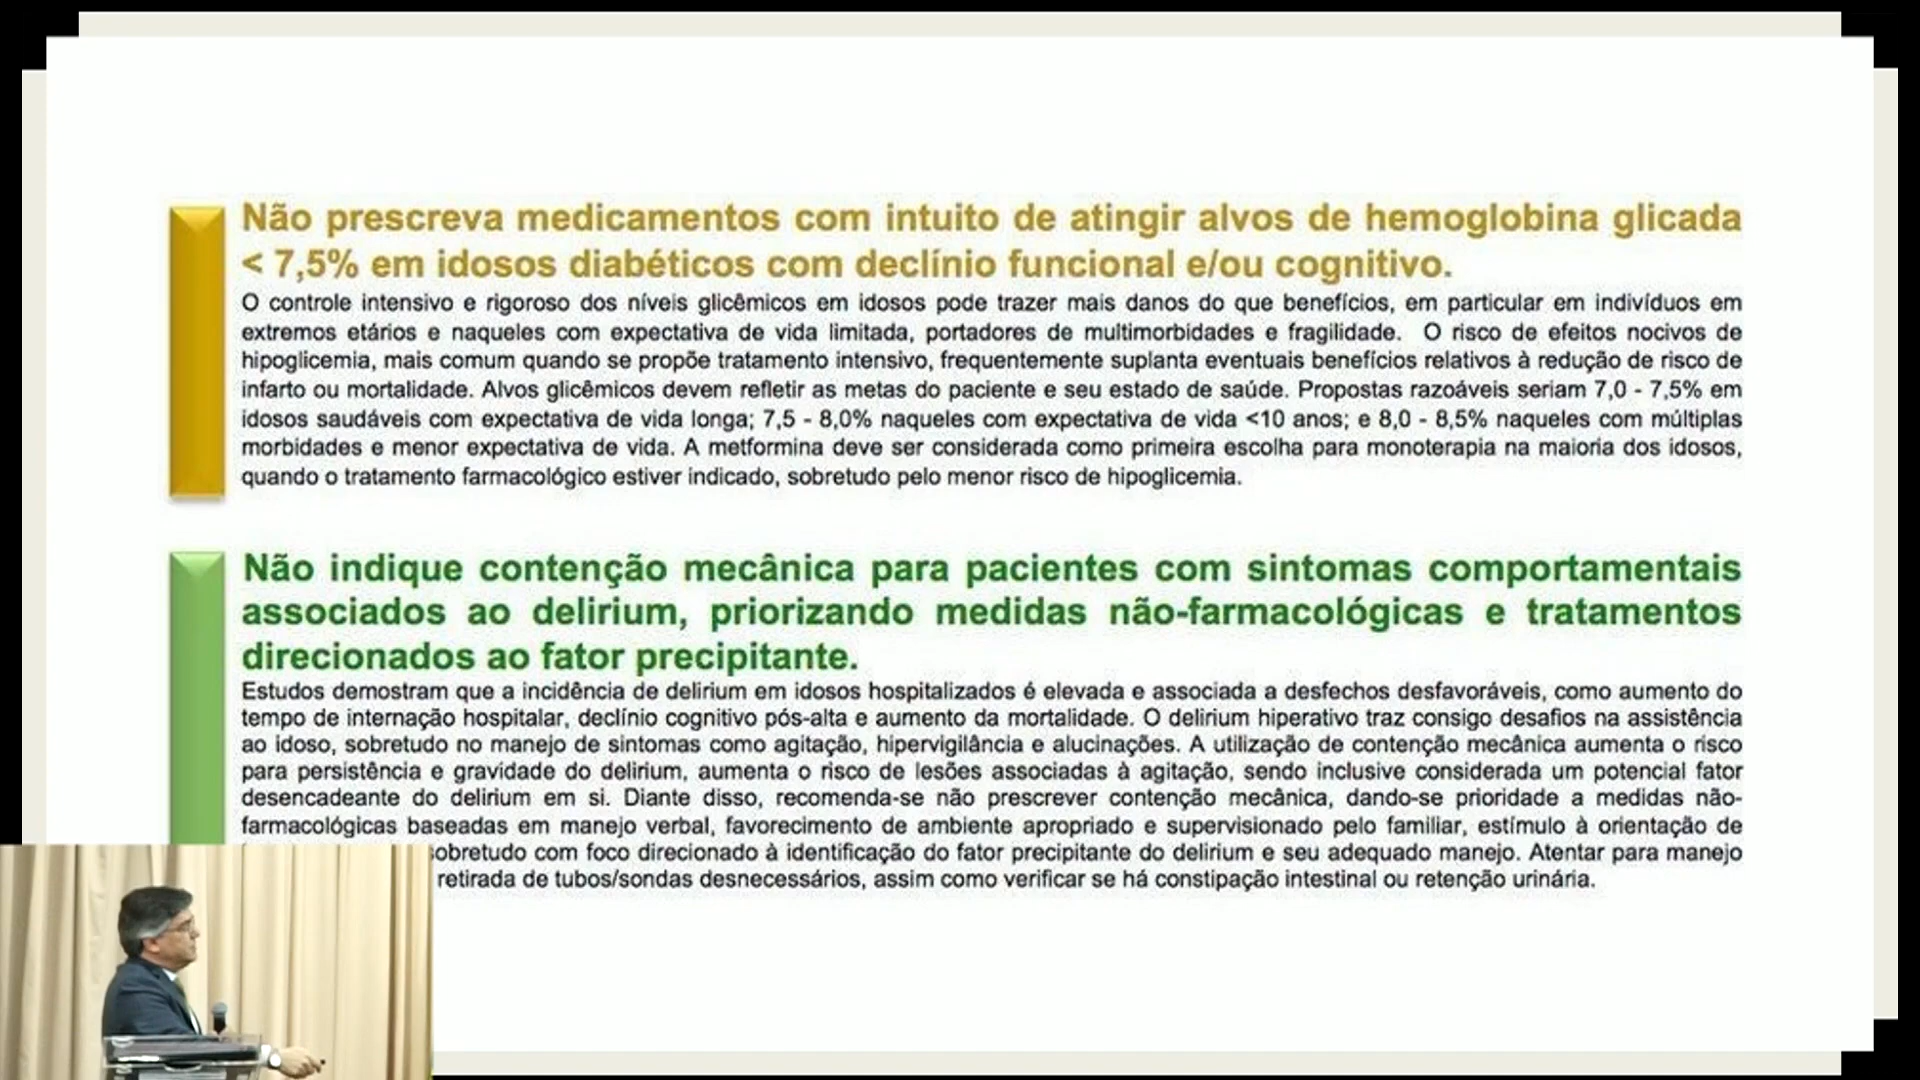 Não prescreva medicamentos com intuito de atingir alvos de hemoglobina glicada
< 7,5% em idosos diabéticos com declínio funcional e/ou cognitivo.
O controle intensivo e rigoroso dos níveis glicêmicos em idosos pode trazer mais danos do que benefícios, em particular em indivíduos em
extremos etários e naqueles com expectativa de vida limitada, portadores de multimorbidades e fragilidade. O risco de efeitos nocivos de
hipoglicemia, mais comum quando se propõe tratamento intensivo, frequentemente suplanta eventuais benefícios relativos à redução de risco de
infarto ou mortalidade. Alvos glicêmicos devem refletir as metas do paciente e seu estado de saúde. Propostas razoáveis seriam 7,0 - 7,5% em
idosos saudáveis com expectativa de vida longa; 7,5 - 8,0% naqueles com expectativa de vida <10 anos; e 8,0 - 8,5% naqueles com múltiplas
morbidades e menor expectativa de vida. A metformina deve ser considerada como primeira escolha para monoterapia na maioria dos idosos,
quando o tratamento farmacológico estiver indicado, sobretudo pelo menor risco de hipoglicemia.
Não indique contenção mecânica para pacientes com sintomas comportamentais
associados ao delirium, priorizando medidas não-farmacológicas e tratamentos
direcionados ao fator precipitante.
Estudos demostram que a incidência de delirium em idosos hospitalizados é elevada e associada a desfechos desfavoráveis, como aumento do
tempo de internação hospitalar, declínio cognitivo pós-alta e aumento da mortalidade. O delirium hiperativo traz consigo desafios na assistência
ao idoso, sobretudo no manejo de sintomas como agitação, hipervigilância e alucinações. A utilização de contenção mecânica aumenta o risco
para persistência e gravidade do delirium, aumenta o risco de lesões associadas à agitação, sendo inclusive considerada um potencial fator
desencadeante do delirium em si. Diante disso, recomenda-se não prescrever contenção mecânica, dando-se prioridade a medidas não-
farmacológicas baseadas em manejo verbal, favorecimento de ambiente apropriado e supervisionado pelo familiar, estímulo à orientação de
sobretudo com foco direcionado à identificação do fator precipitante do delirium e seu adequado manejo. Atentar para manejo
retirada de tubos/sondas desnecessários, assim como verificar se há constipação intestinal ou retenção urinária.